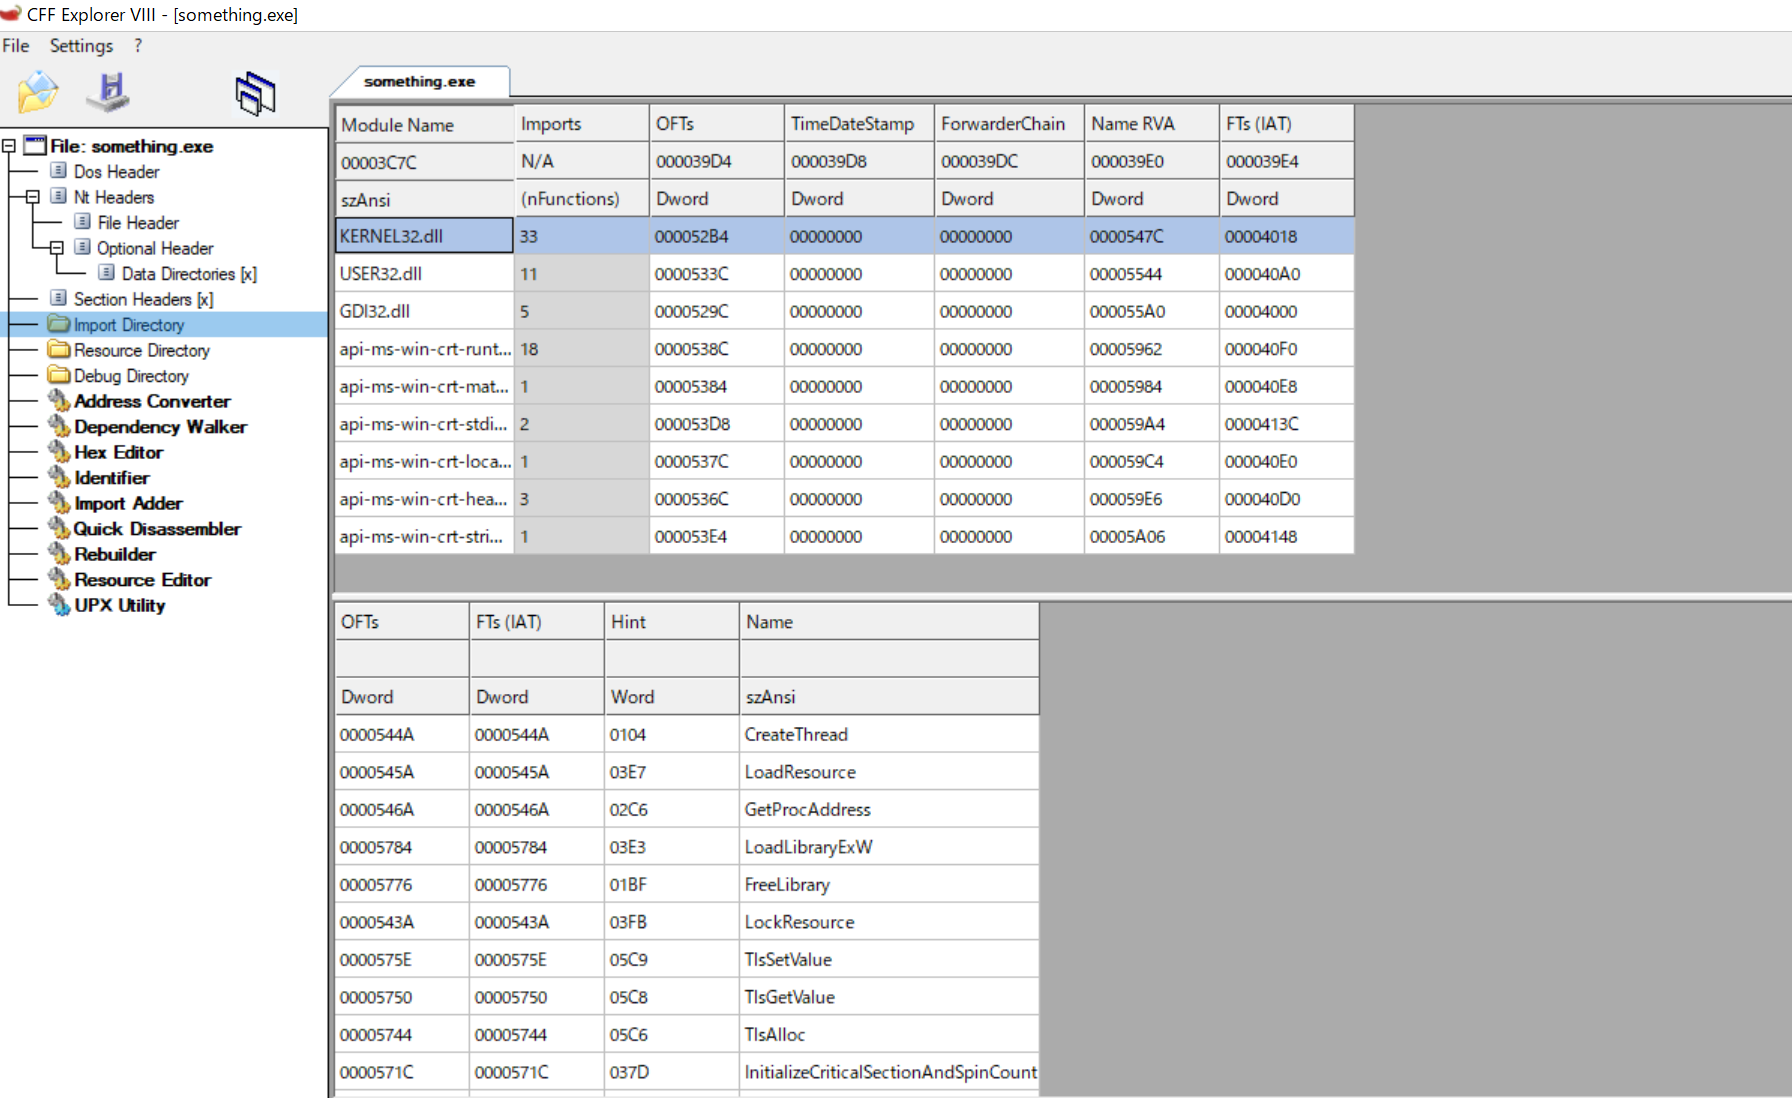 CFF Explorer VIII - [something.exe]
File Settings ?
something.exe
File: something.exe
Dos Header
Nt Headers
File Header
Optional Header
Data Directories [x]
Section Headers [x]
Import Directory
Resource Directory
Debug Directory
Address Converter
Dependency Walker
Hex Editor
Identifier
Import Adder
Quick Disassembler
Rebuilder
Resource Editor
UPX Utility
Module Name Imports OFTs TimeDateStamp ForwarderChain Name RVA FTs (IAT)
00003C7C N/A 000039D4 000039D8 000039DC 000039E0 000039E4
szAnsi (nFunctions) Dword Dword Dword Dword Dword
KERNEL32.dll 33 000052B4 00000000 00000000 0000547C 00004018
USER32.dll 11 0000533C 00000000 00000000 00005544 000040A0
GDI32.dll 5 0000529C 00000000 00000000 000055A0 00004000
api-ms-win-crt-runt... 18 0000538C 00000000 00000000 00005962 000040F0
api-ms-win-crt-mat... 1 00005384 00000000 00000000 00005984 000040E8
api-ms-win-crt-stdi... 2 000053D8 00000000 00000000 000059A4 0000413C
api-ms-win-crt-loca... 1 0000537C 00000000 00000000 000059C4 000040E0
api-ms-win-crt-hea... 3 0000536C 00000000 00000000 000059E6 000040D0
api-ms-win-crt-stri... 1 000053E4 00000000 00000000 00005A06 00004148
OFTs FTs (IAT) Hint Name
Dword Dword Word szAnsi
0000544A 0000544A 0104 CreateThread
0000545A 0000545A 03E7 LoadResource
0000546A 0000546A 02C6 GetProcAddress
00005784 00005784 03E3 LoadLibraryExW
00005776 00005776 01BF FreeLibrary
0000543A 0000543A 03FB LockResource
0000575E 0000575E 05C9 TlsSetValue
00005750 00005750 05C8 TlsGetValue
00005744 00005744 05C6 TlsAlloc
0000571C 0000571C 037D InitializeCriticalSectionAndSpinCount